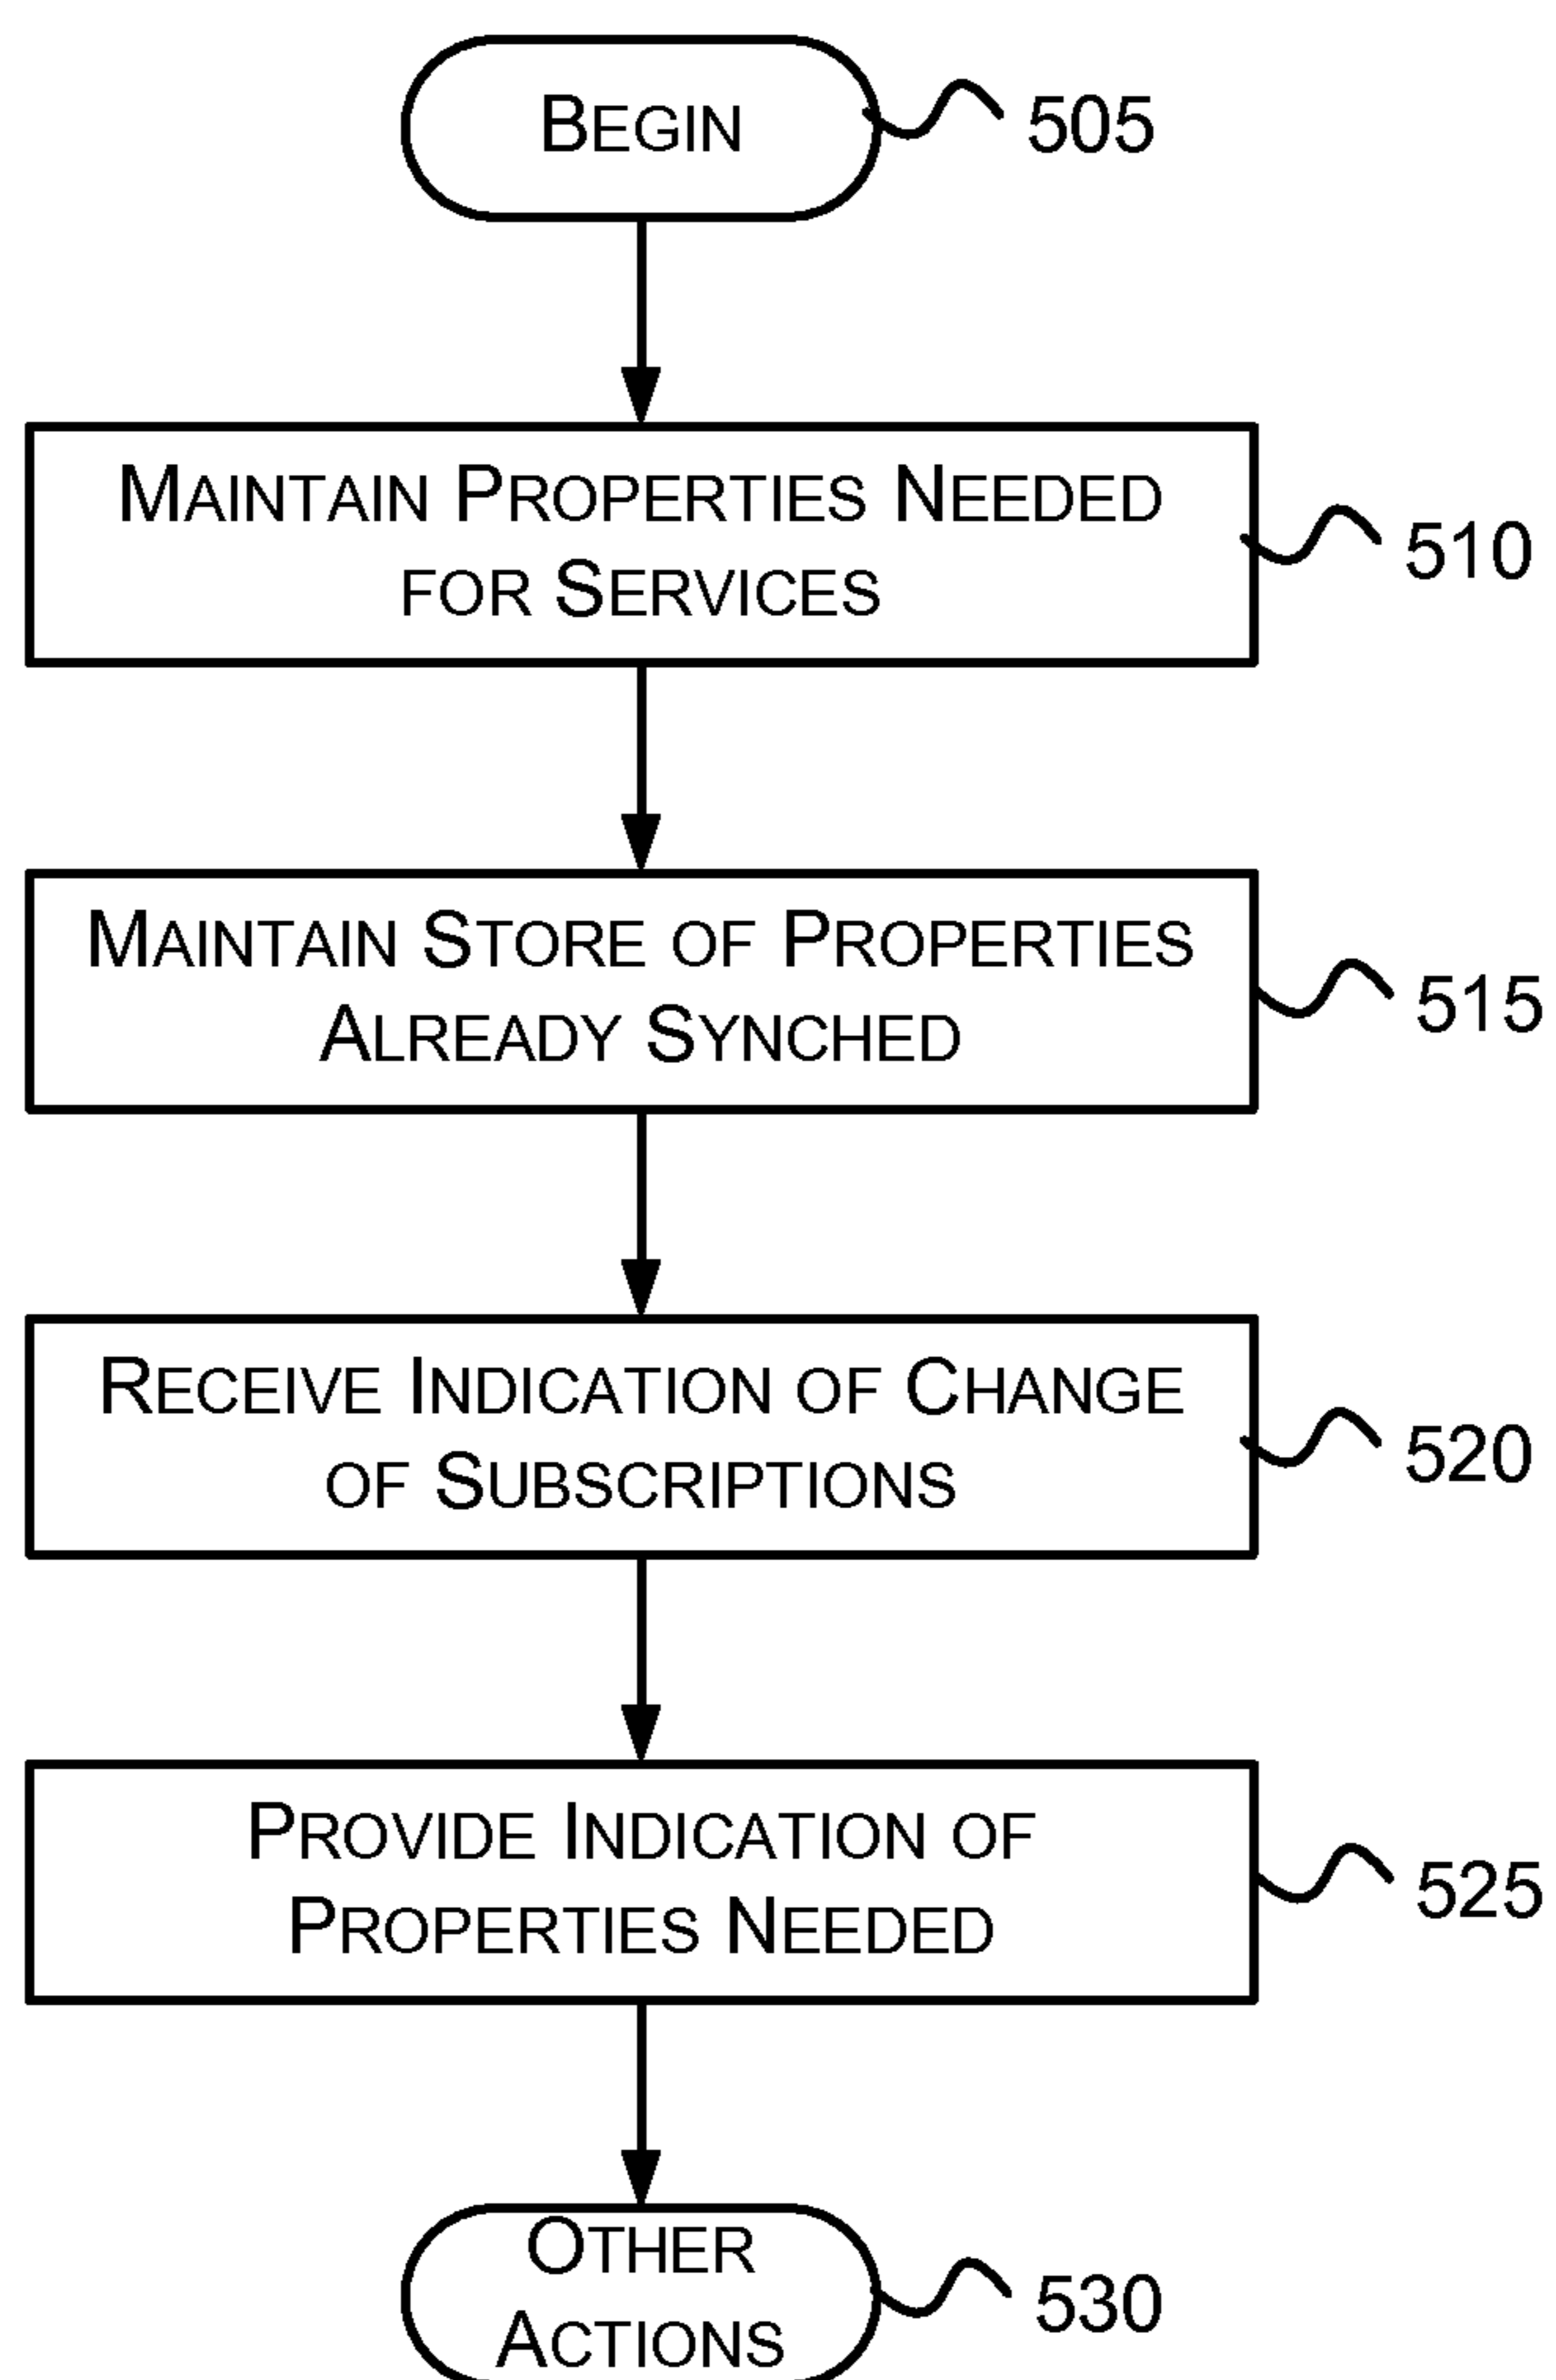 BEGIN
505
MAINTAIN PROPERTIES NEEDED
FOR SERVICES
510
MAINTAIN STORE OF PROPERTIES
ALREADY SYNCHED
515
RECEIVE INDICATION OF CHANGE
OF SUBSCRIPTIONS
520
PROVIDE INDICATION OF
PROPERTIES NEEDED
525
OTHER
ACTIONS
530